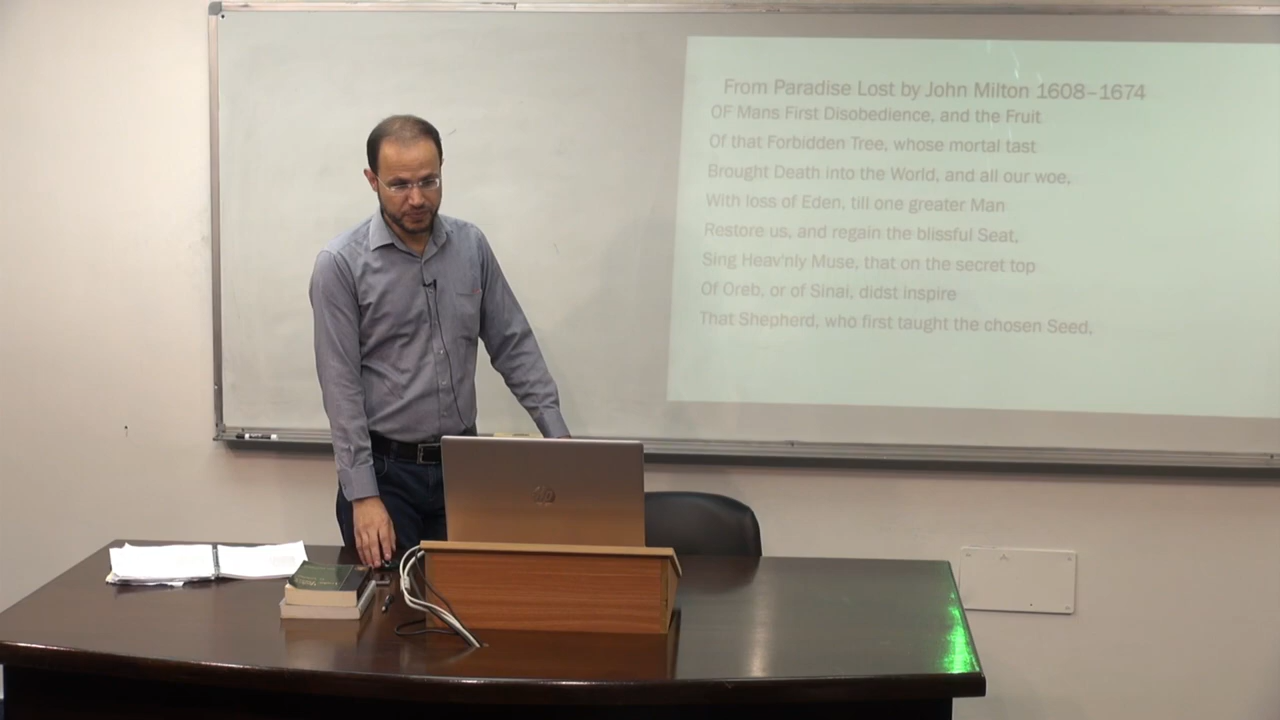 From Paradise Lost by John Milton 1608–1674
OF Mans First Disobedience, and the Fruit
Of that Forbidden Tree, whose mortal tast
Brought Death into the World, and all our woe,
With loss of Eden, till one greater Man
Restore us, and regain the blissful Seat,
Sing Heav'nly Muse, that on the secret top
Of Oreb, or of Sinai, didst inspire
That Shepherd, who first taught the chosen Seed,
hp